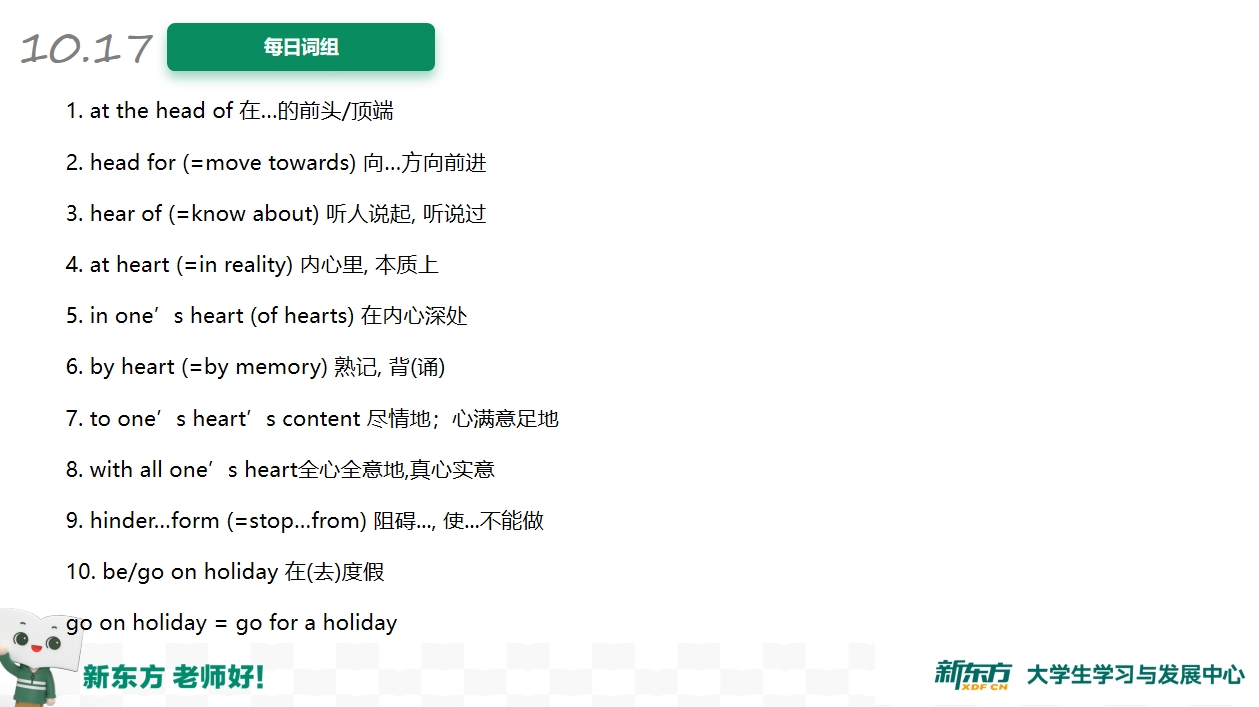 10.17
每日词组
1. at the head of 在…的前头/顶端
2. head for (=move towards) 向…方向前进
3. hear of (=know about) 听人说起, 听说过
4. at heart (=in reality) 内心里, 本质上
5. in one’s heart (of hearts) 在内心深处
6. by heart (=by memory) 熟记, 背(诵)
7. to one’s heart’s content 尽情地；心满意足地
8. with all one’s heart全心全意地,真心实意
9. hinder…form (=stop…from) 阻碍..., 使...不能做
10. be/go on holiday 在(去)度假
go on holiday = go for a holiday
新东方 老师好!
新东方 XDF.CN 大学生学习与发展中心